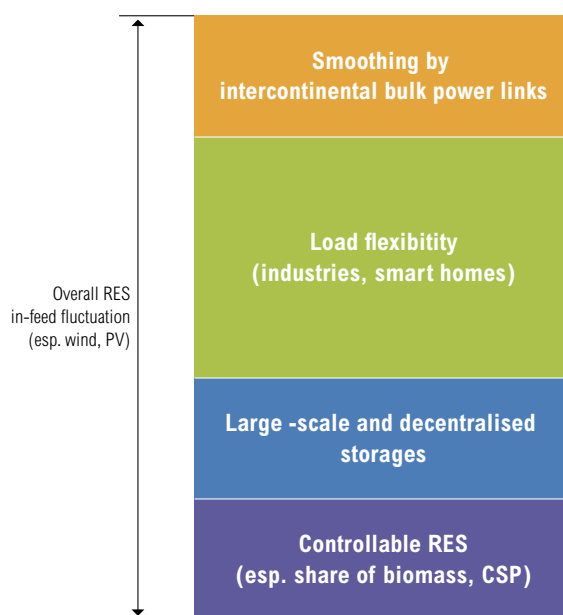 Smoothing by
intercontinental bulk power links
Load flexibitity
(industries, smart homes)
Overall RES
in-feed fluctuation
(esp. wind, PV)
Large -scale and decentralised
storages
Controllable RES
(esp. share of biomass, CSP)